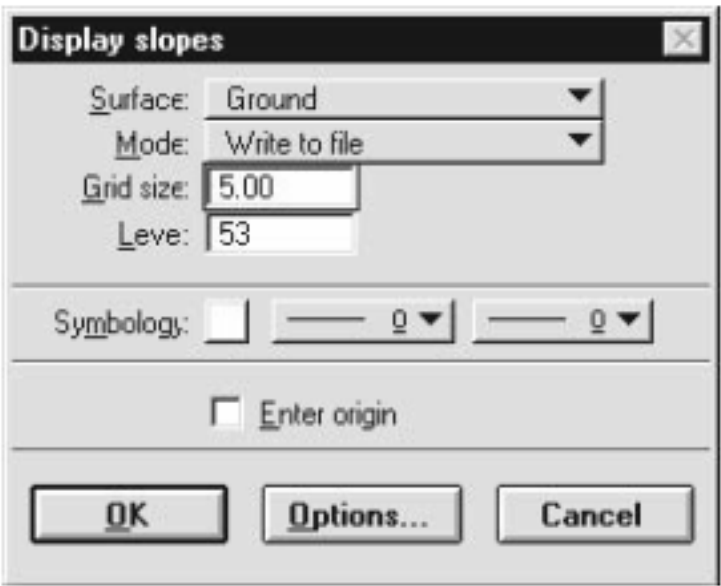 Display slopes
Surface: Ground
Mode: Write to file
Grid size: 5.00
Leve: 53
Symbology: 0 0
Enter origin
OK Options... Cancel